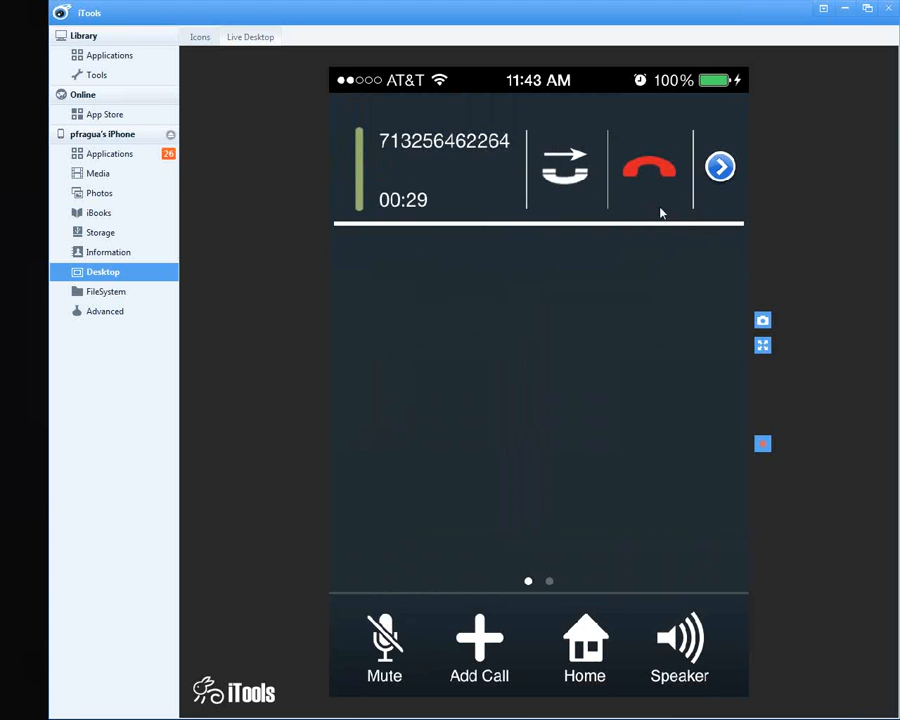 iTools
Library
Applications
Tools
Online
App Store
pfragua's iPhone
Applications 26
Media
Photos
iBooks
Storage
Information
Desktop
FileSystem
Advanced
Icons Live Desktop
AT&T 11:43 AM 100%
713256462264
00:29
Mute Add Call Home Speaker
iTools